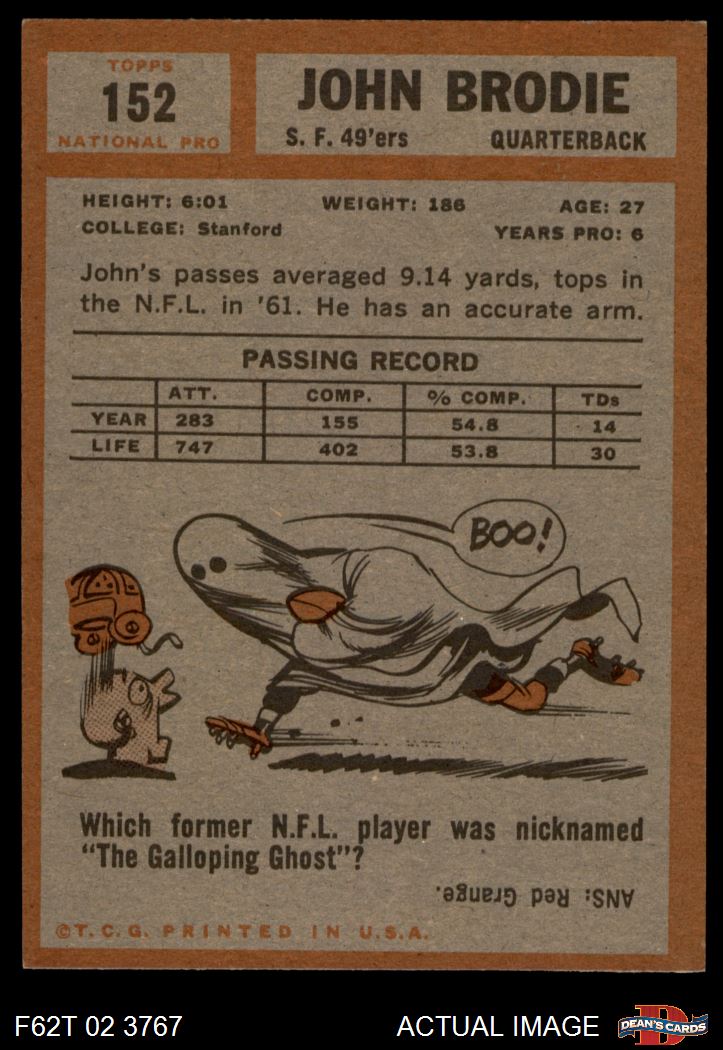 TOPPS
152
NATIONAL PRO
JOHN BRODIE
S. F. 49'ers QUARTERBACK
HEIGHT: 6:01 WEIGHT: 186 AGE: 27
COLLEGE: Stanford YEARS PRO: 6
John's passes averaged 9.14 yards, tops in
the N.F.L. in '61. He has an accurate arm.
PASSING RECORD
ATT. COMP. % COMP. TDs
YEAR 283 155 54.8 14
LIFE 747 402 53.8 30
BOO!
Which former N.F.L. player was nicknamed
"The Galloping Ghost"?
ANS: Red Grange.
©T. C. G. PRINTED IN U.S.A.
F62T 02 3767 ACTUAL IMAGE
D
DEAN'S CARDS